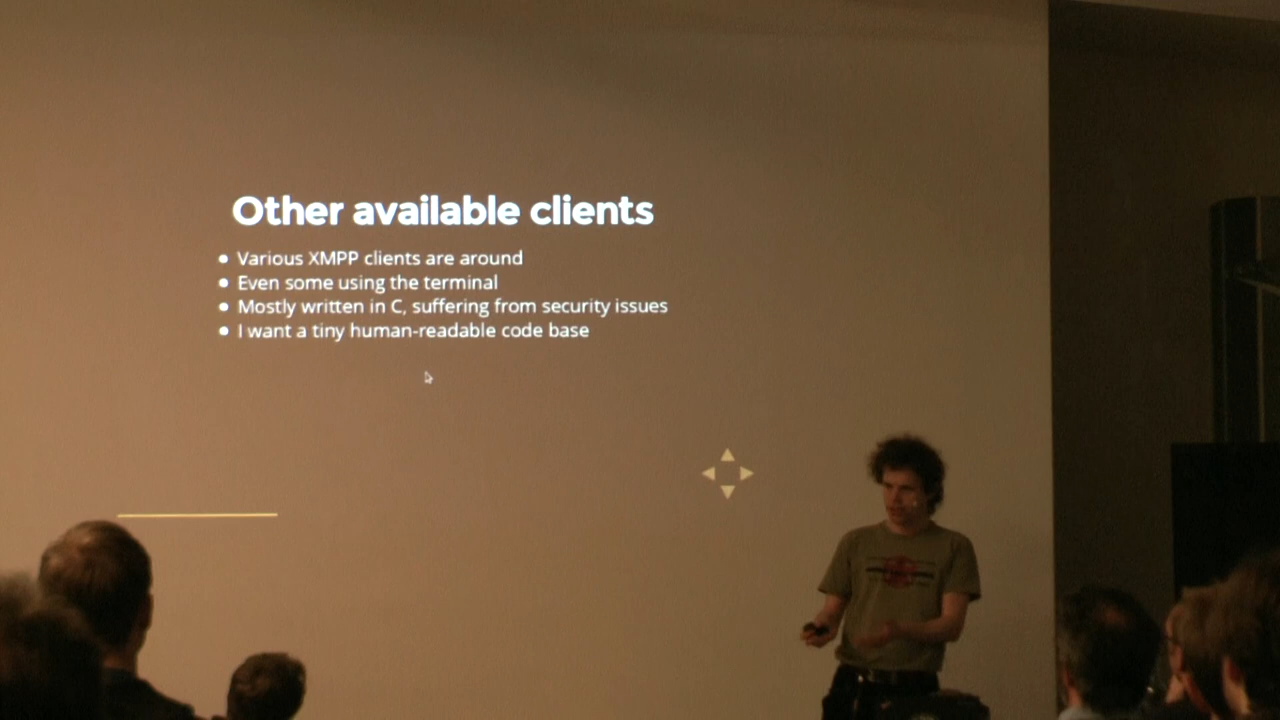 Other available clients
Various XMPP clients are around
Even some using the terminal
Mostly written in C, suffering from security issues
I want a tiny human-readable code base